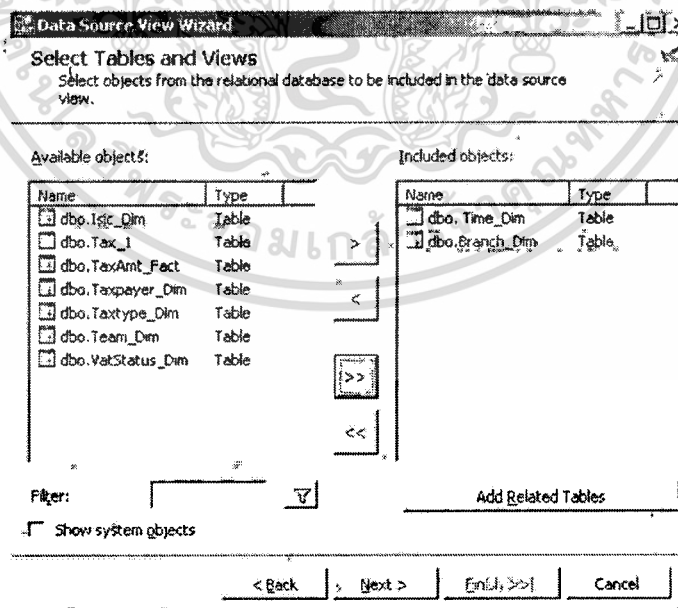 Data Source View Wizard
Select Tables and Views
Select objects from the relational database to be included in the data source
view.
Available objects:
Included objects:
Name Type
dbo.Isic_Dim Table
dbo.Tax_1 Table
dbo.TaxAmt_Fact Table
dbo.Taxpayer_Dim Table
dbo.Taxtype_Dim Table
dbo.Team_Dim Table
dbo.VatStatus_Dim Table
>
<
>>
<<
Name Type
dbo.Time_Dim Table
dbo.Branch_Dim Table
Filter:
Add Related Tables
Show system objects
< Back Next > Finish >>| Cancel